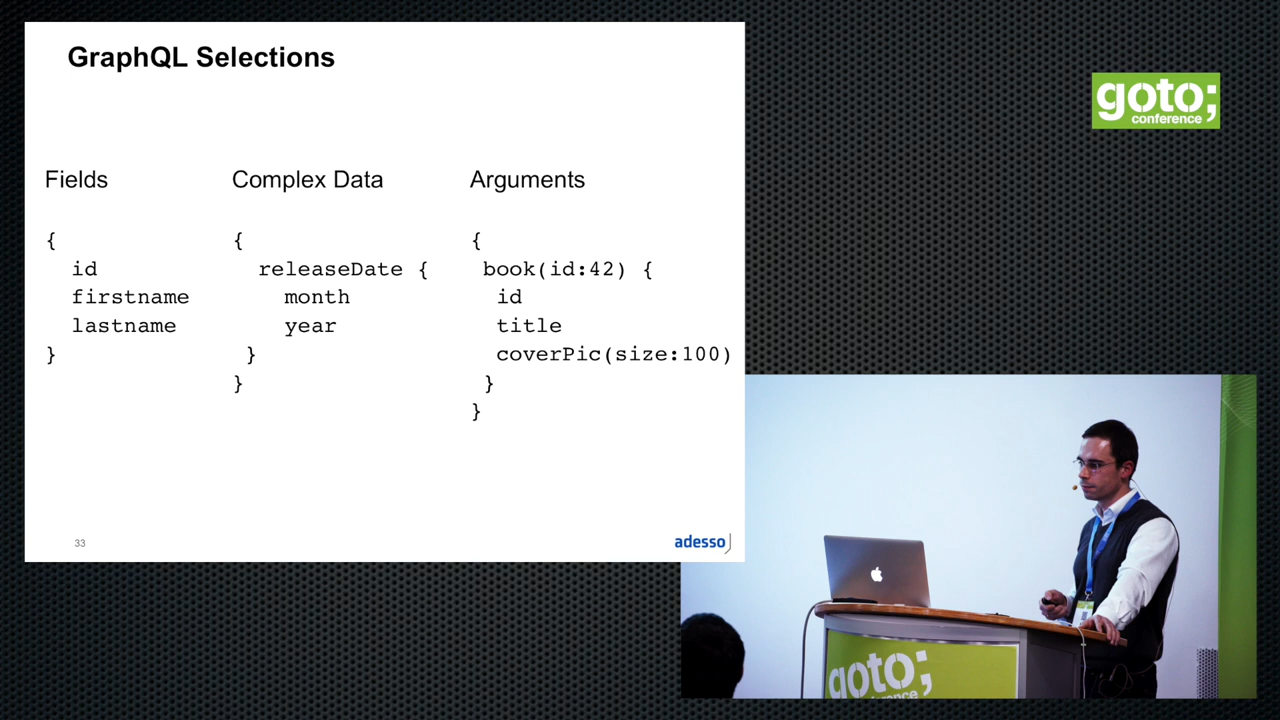 GraphQL Selections
Fields
{
  id
  firstname
  lastname
}
Complex Data
{
  releaseDate {
    month
    year
  }
}
Arguments
{
  book(id:42) {
    id
    title
    coverPic(size:100)
  }
}
33
adesso
goto;
conference
goto;
conference